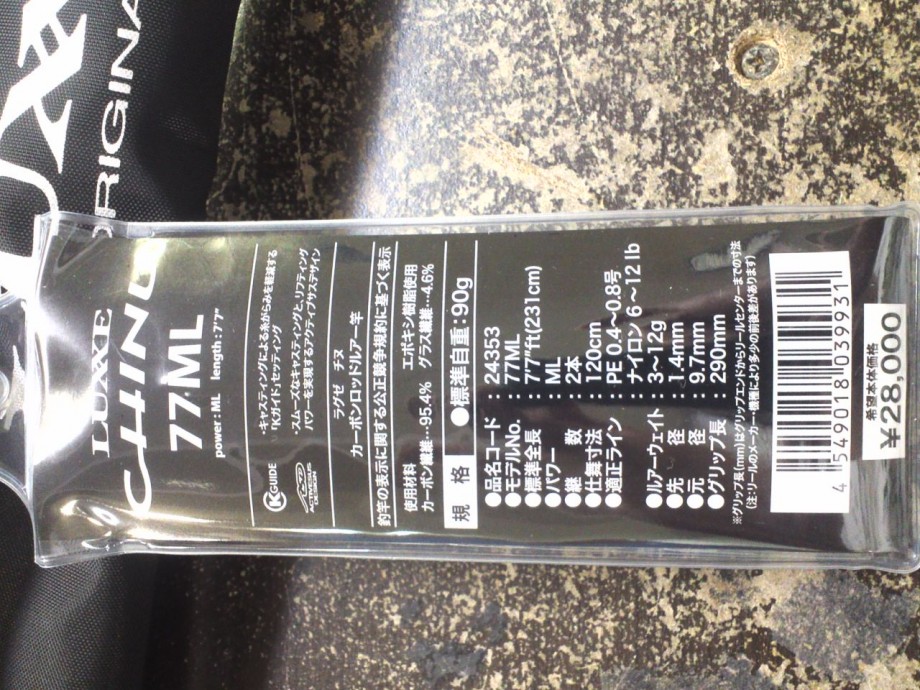 ORIGINA
LUXE
CHINU
77・ML
power : ML length : 7'7"
K GUIDE
・キャスティングによる糸がらみを軽減する
「Kガイド」セッティング
ACTIVESUS
DESIGN
・スムーズなキャスティングと、リフティング
パワーを実現するアクティブサスデザイン
ラグゼ チヌ
カーボンロッドルアー竿
釣竿の表示に関する公正競争規約に基づく表示
使用材料 エポキシ樹脂使用
カーボン繊維…95.4% グラス繊維…4.6%
規格 ●標準自重:90g
●品名コード : 24353
●モデルNo. : 77ML
●標準全長 : 7'7"ft(231cm)
●パワー : ML
●継数 : 2本
●仕舞寸法 : 120cm
●適正ライン : PE 0.4〜0.8号
ナイロン 6〜12 lb
●ルアーウェイト : 3〜12g
●先径 : 1.4mm
●元径 : 9.7mm
●グリップ長 : 290mm
※グリップ長(mm)はグリップエンドからリールセンターまでの寸法
(注:リールのメーカー・機種により多少の前後差があります)
4 549018 039931
希望本体価格
¥28,000